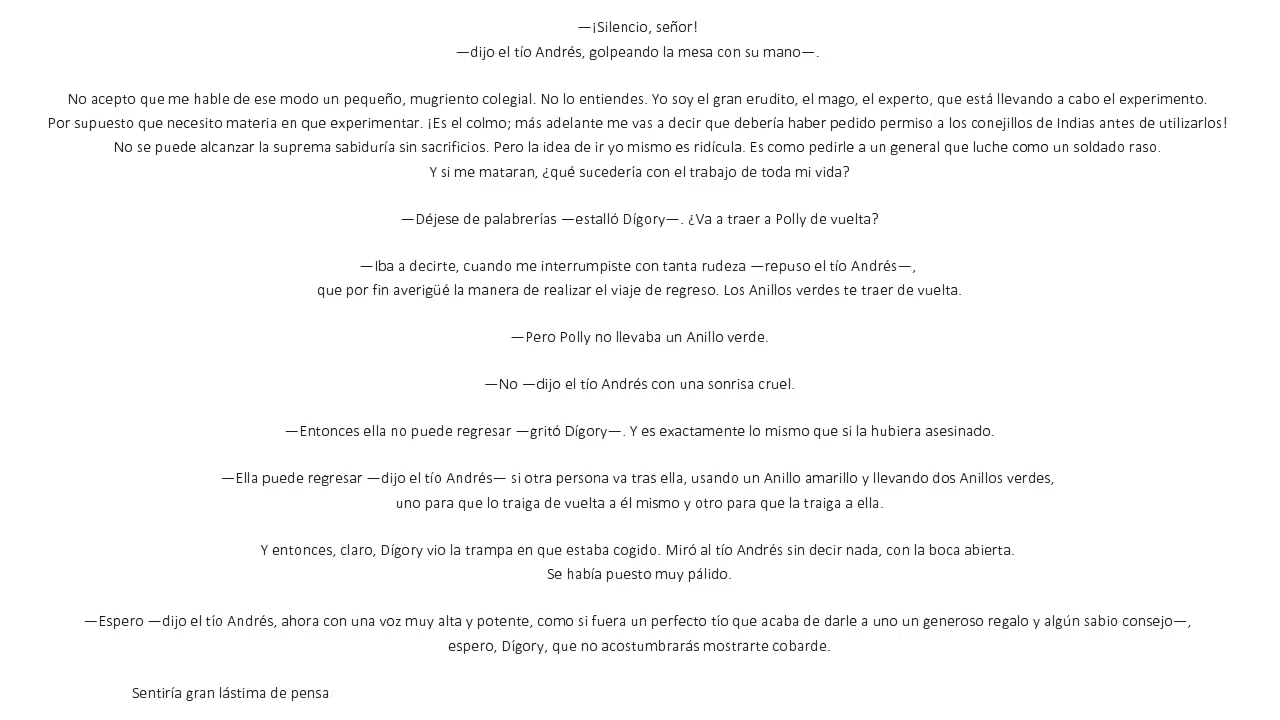 —¡Silencio, señor!
—dijo el tío Andrés, golpeando la mesa con su mano—.
No acepto que me hable de ese modo un pequeño, mugriento colegial. No lo entiendes. Yo soy el gran erudito, el mago, el experto, que está llevando a cabo el experimento.
Por supuesto que necesito materia en que experimentar. ¡Es el colmo; más adelante me vas a decir que debería haber pedido permiso a los conejillos de Indias antes de utilizarlos!
No se puede alcanzar la suprema sabiduría sin sacrificios. Pero la idea de ir yo mismo es ridícula. Es como pedirle a un general que luche como un soldado raso.
Y si me mataran, ¿qué sucedería con el trabajo de toda mi vida?
—Déjese de palabrerías —estalló Dígory—. ¿Va a traer a Polly de vuelta?
—Iba a decirte, cuando me interrumpiste con tanta rudeza —repuso el tío Andrés—,
que por fin averigüé la manera de realizar el viaje de regreso. Los Anillos verdes te traer de vuelta.
—Pero Polly no llevaba un Anillo verde.
—No —dijo el tío Andrés con una sonrisa cruel.
—Entonces ella no puede regresar —gritó Dígory—. Y es exactamente lo mismo que si la hubiera asesinado.
—Ella puede regresar —dijo el tío Andrés— si otra persona va tras ella, usando un Anillo amarillo y llevando dos Anillos verdes,
uno para que lo traiga de vuelta a él mismo y otro para que la traiga a ella.
Y entonces, claro, Dígory vio la trampa en que estaba cogido. Miró al tío Andrés sin decir nada, con la boca abierta.
Se había puesto muy pálido.
—Espero —dijo el tío Andrés, ahora con una voz muy alta y potente, como si fuera un perfecto tío que acaba de darle a uno un generoso regalo y algún sabio consejo—,
espero, Dígory, que no acostumbrarás mostrarte cobarde.
Sentiría gran lástima de pensa